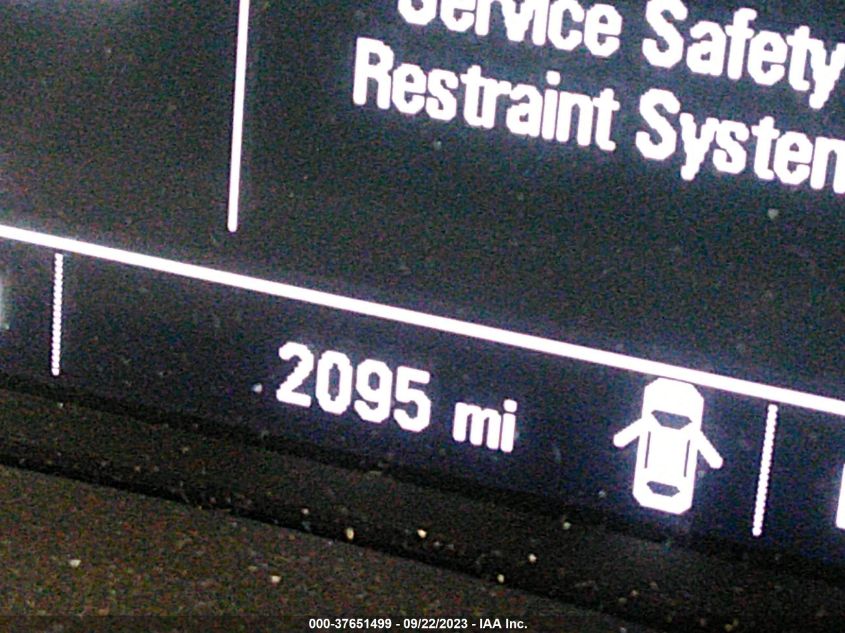 Service Safety
Restraint System
2095 mi
000-37651499 - 09/22/2023 - IAA Inc.